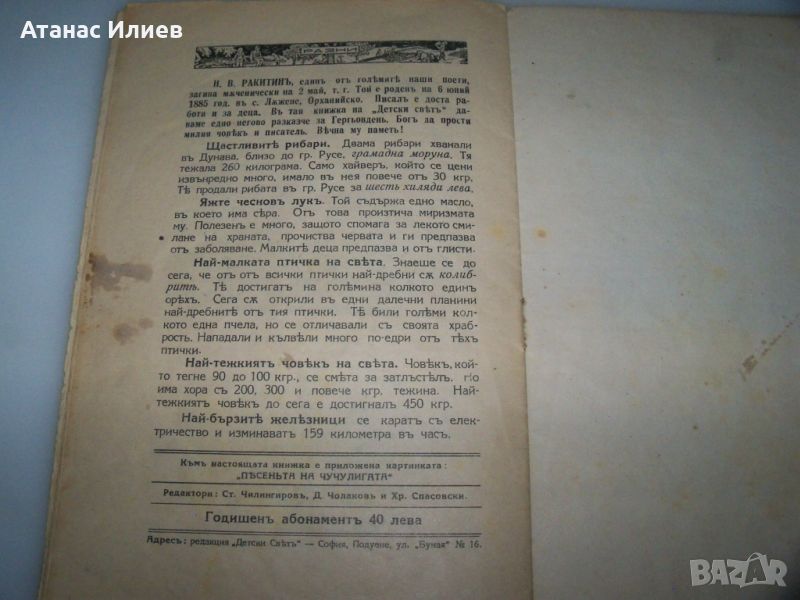 Атанас Илиев
РАЗНИ
Н. В. РАКИТИНЪ, единъ отъ голѣмитѣ наши поети,
загина мѫченически на 2 май, т. г. Той е роденъ на 6 юний
1885 год. въ с. Лѫжене, Орханийско. Писалъ е доста ра-
боти и за деца. Въ тая книжка на „Детски свѣтъ“ да-
ваме едно негово разказче за Гергьовдень. Богъ да прости
милия човѣкъ и писатель. Вѣчна му паметь!
Щастливитѣ рибари. Двама рибари хванали
въ Дунава, близо до гр. Русе, грамадна моруна. Тя
тежала 260 килограма. Само хайверъ, който се цени
извънредно много, имало въ нея повече отъ 30 кгр.
Тѣ продали рибата въ гр. Русе за шесть хиляди лева.
Яжте чесновъ лукъ. Той съдържа едно масло,
въ което има сѣра. Отъ това произтича миризмата
му. Полезенъ е много, защото спомага за лекото сми-
лане на храната, прочиства червата и ги предпазва
отъ заболяване. Малкитѣ деца предпазва и отъ глисти.
Най-малката птичка на свѣта. Знаеше се до
сега, че отъ отъ всички птички най-дребни сѫ колиб-
ритѣ. Тѣ достигатъ на голѣмина колкото единъ
орѣхъ. Сега сѫ открили въ едни далечни планини
най-дребнитѣ отъ тия птички. Тѣ били голѣми кол-
кото една пчела, но се отличавали съ своята храб-
рость. Нападали и кълвѣли много по-едри отъ тѣхъ
птички.
Най-тежкиятъ човѣкъ на свѣта. Човѣкъ, кой-
то тегне 90 до 100 кгр., се смѣта за затлъстѣлъ. Но
има хора съ 200, 300 и повече кгр. тежина. Най-
тежкиятъ човѣкъ до сега е достигналъ 450 кгр.
Най-бързитѣ желѣзници се каратъ съ елек-
тричество и изминаватъ 159 километра въ часъ.
Къмъ настоящата книжка е приложена картинката:
„ПѢСЕНЬТА НА ЧУЧУЛИГАТА“
Редактори: Ст. Чилингировъ, Д. Чолаковъ и Хр. Спасовски.
Годишенъ абонаментъ 40 лева
Адресъ: редакция „Детски Свѣтъ“ — София, Подуене, ул. „Буная“ № 16.
BAZAR